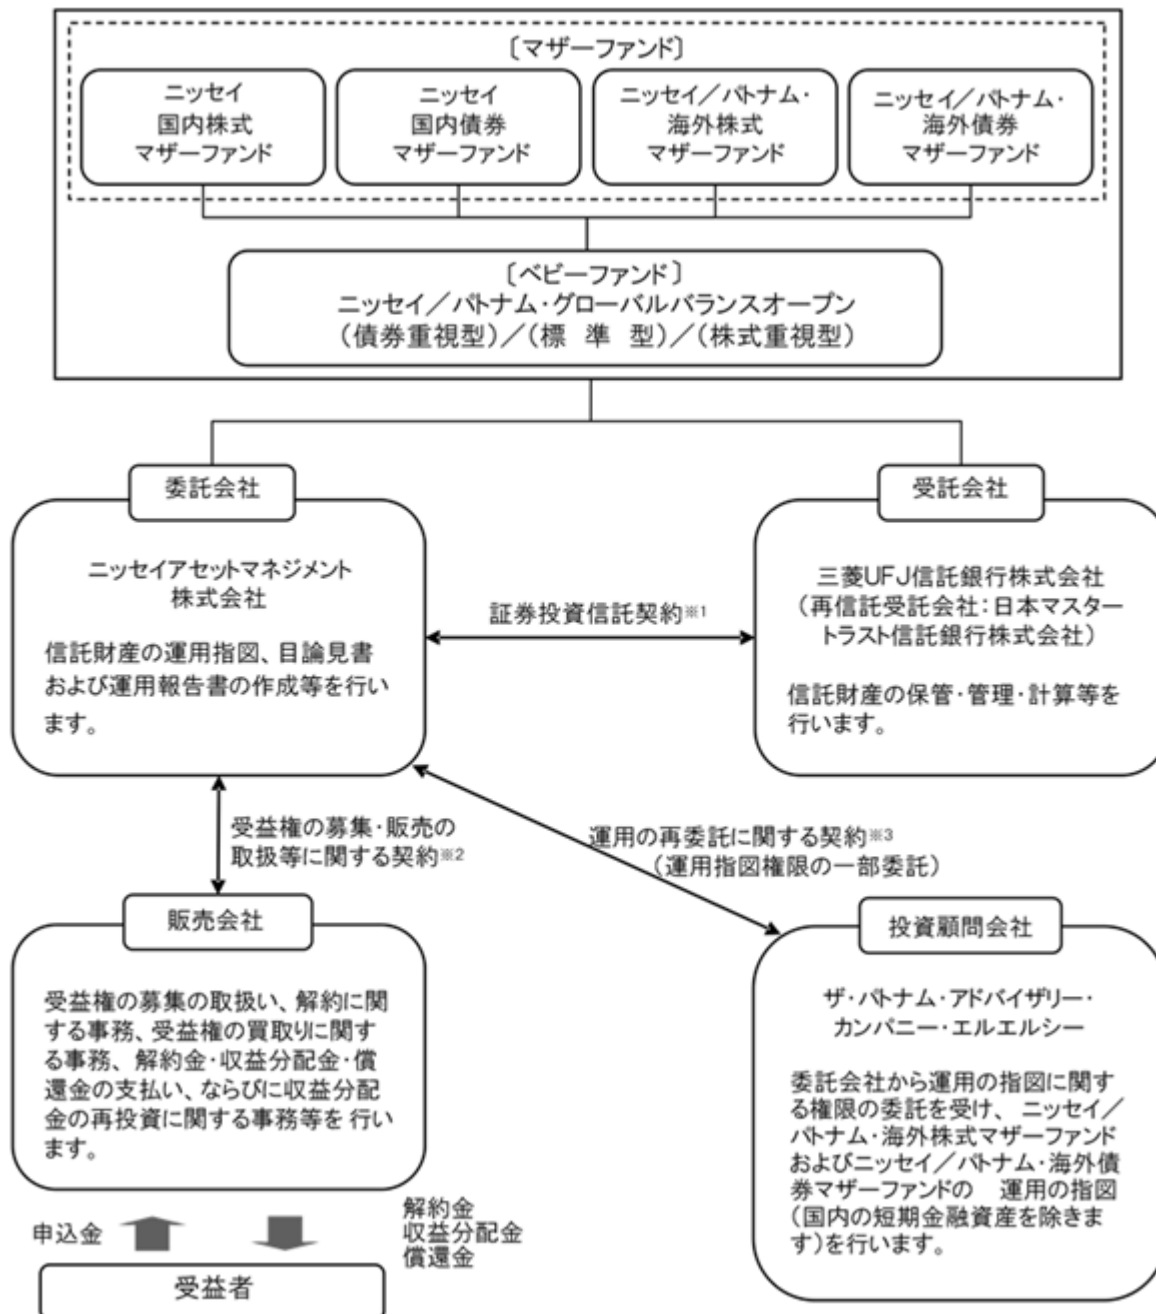 〔マザーファンド〕
ニッセイ
国内株式
マザーファンド
ニッセイ
国内債券
マザーファンド
ニッセイ／パトナム・
海外株式
マザーファンド
ニッセイ／パトナム・
海外債券
マザーファンド
〔ベビーファンド〕
ニッセイ／パトナム・グローバルバランスオープン
（債券重視型）／（標　準　型）／（株式重視型）
委託会社
ニッセイアセットマネジメント
株式会社
信託財産の運用指図、目論見書
および運用報告書の作成等を行い
ます。
証券投資信託契約※1
受託会社
三菱UFJ信託銀行株式会社
（再信託受託会社：日本マスター
トラスト信託銀行株式会社）
信託財産の保管・管理・計算等を
行います。
受益権の募集・販売の
取扱等に関する契約※2
運用の再委託に関する契約※3
（運用指図権限の一部委託）
販売会社
受益権の募集の取扱い、解約に関
する事務、受益権の買取りに関す
る事務、解約金・収益分配金・償
還金の支払い、ならびに収益分配
金の再投資に関する事務等を 行い
ます。
投資顧問会社
ザ・パトナム・アドバイザリー・
カンパニー・エルエルシー
委託会社から運用の指図に関す
る権限の委託を受け、 ニッセイ／
パトナム・海外株式マザーファンド
およびニッセイ／パトナム・海外債
券マザーファンドの　運用の指図
（国内の短期金融資産を除きま
す）を行います。
申込金
解約金
収益分配金
償還金
受益者